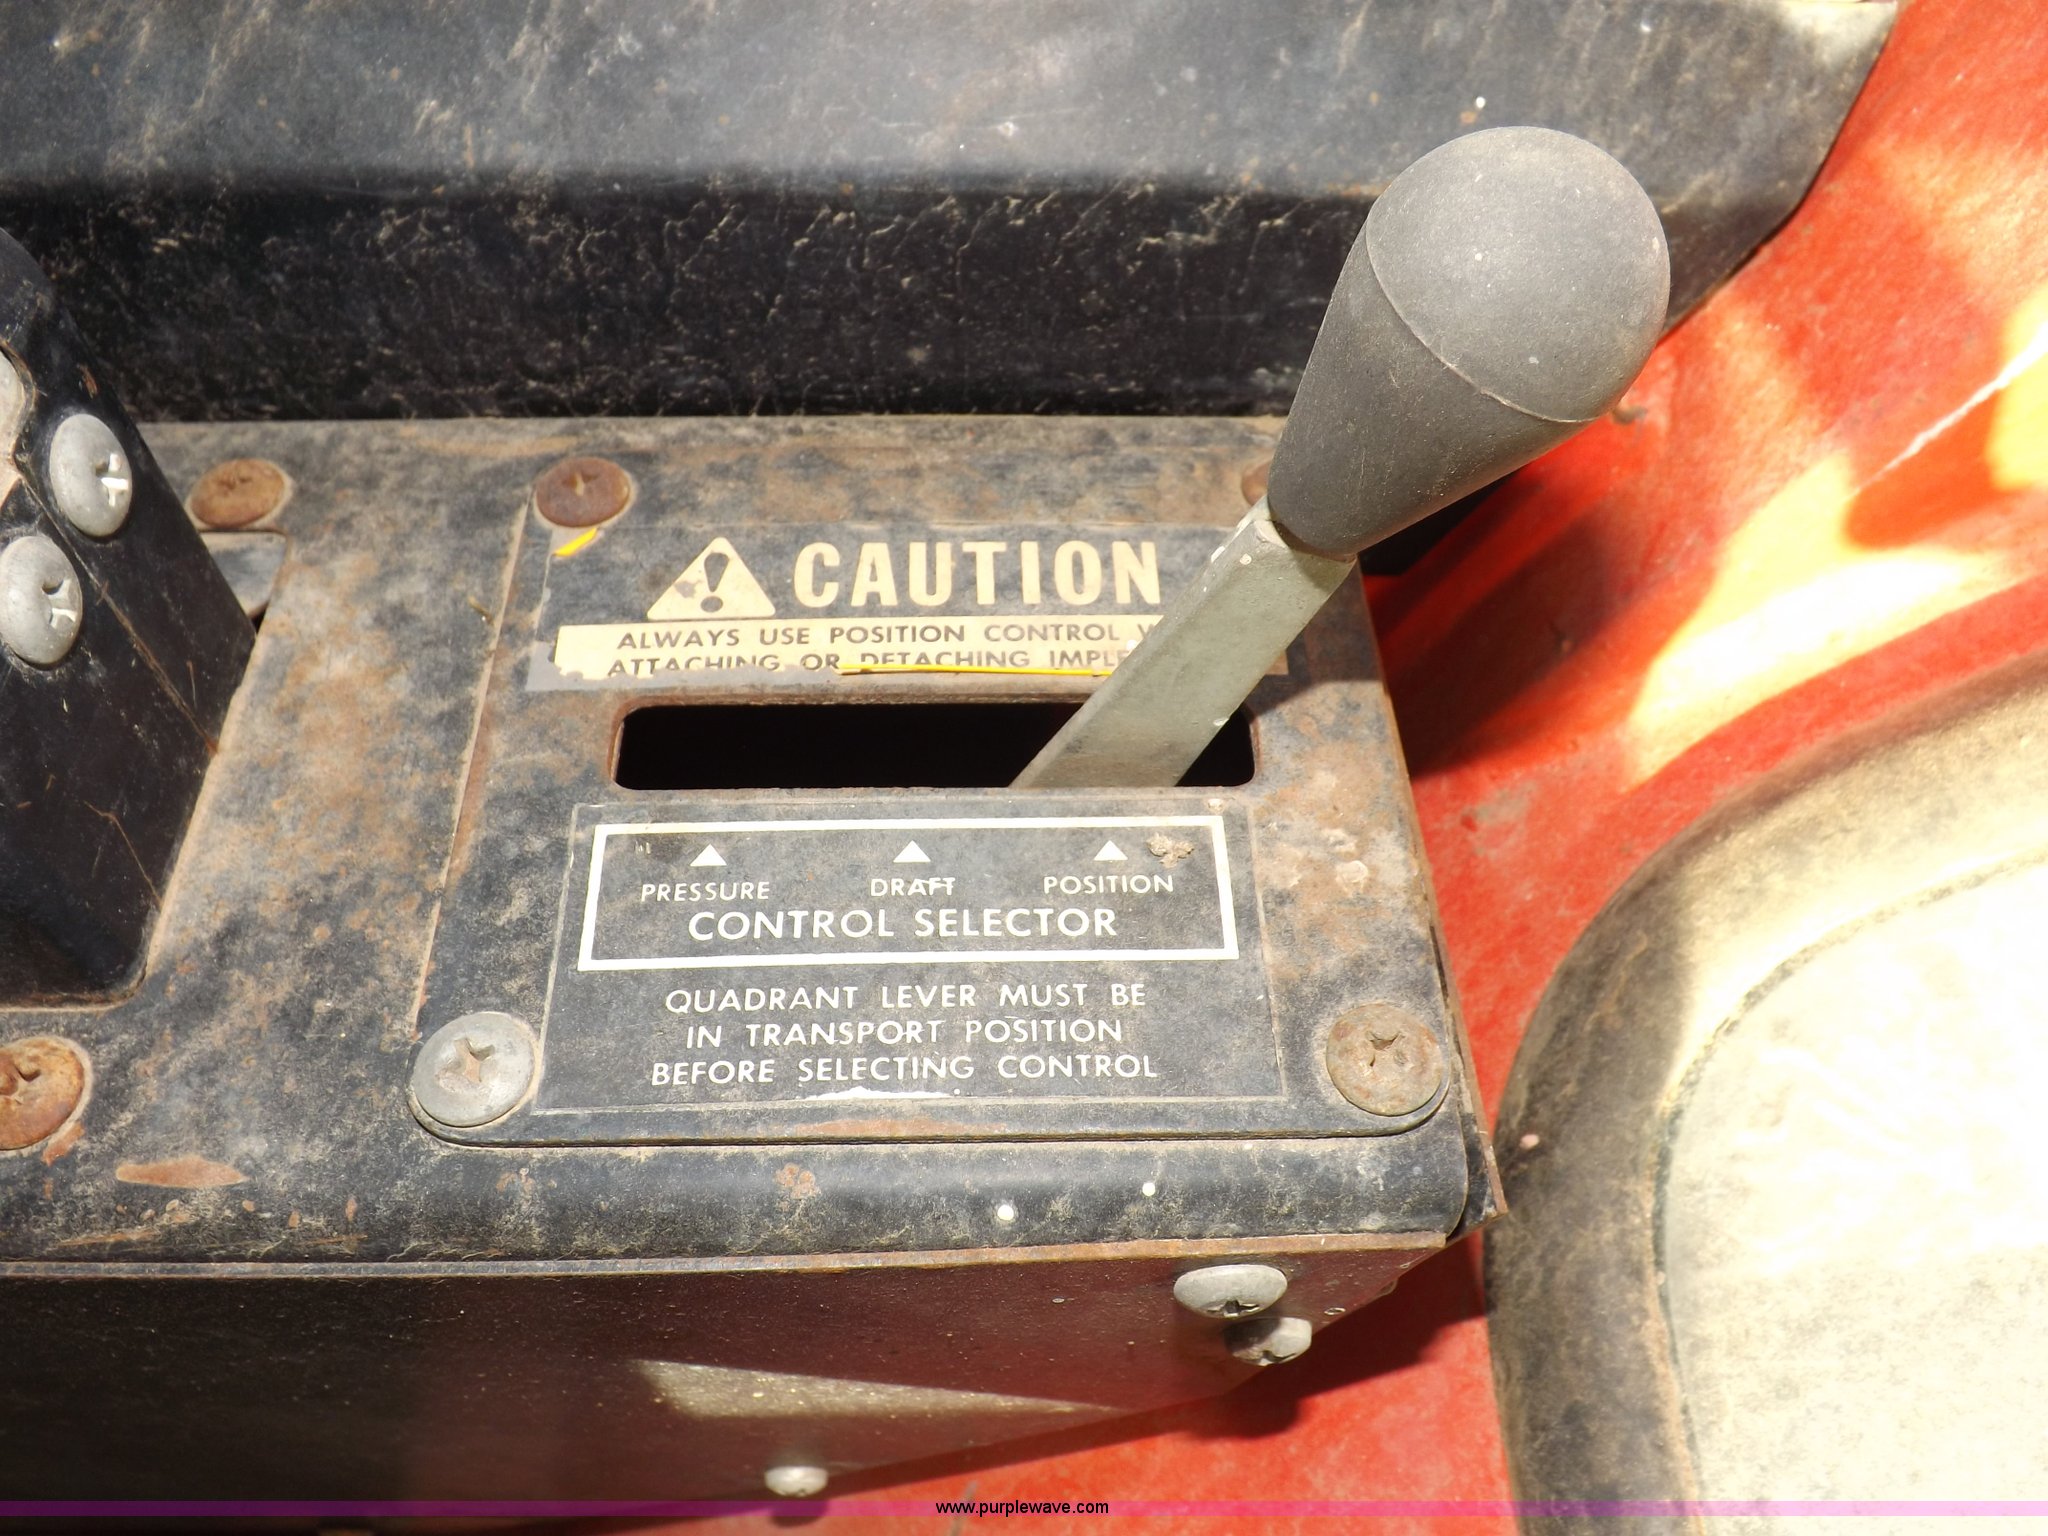 CAUTION
ALWAYS USE POSITION CONTROL
ATTACHING OR DETACHING
PRESSURE DRAFT POSITION
CONTROL SELECTOR
QUADRANT LEVER MUST BE
IN TRANSPORT POSITION
BEFORE SELECTING CONTROL
www.purplewave.com